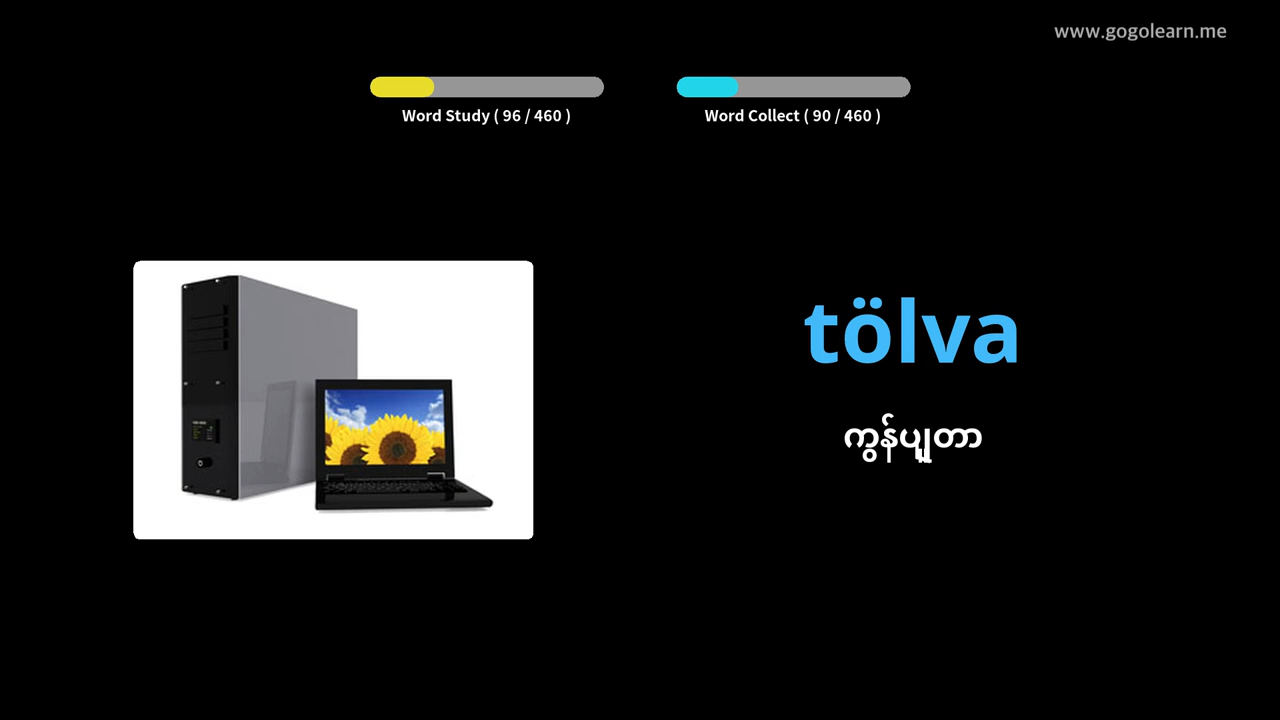 www.gogolearn.me
Word Study ( 96 / 460 )
Word Collect ( 90 / 460 )
tölva
ကွန်ပျူတာ